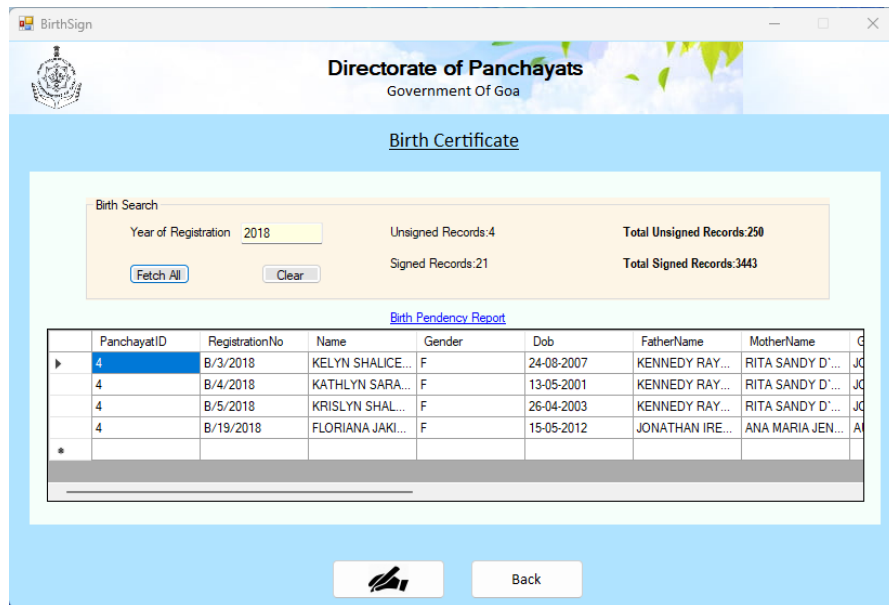 BirthSign
Directorate of Panchayats
Government Of Goa
Birth Certificate
Birth Search
Year of Registration 2018 Unsigned Records:4 Total Unsigned Records:250
Fetch All Clear Signed Records:21 Total Signed Records:3443
Birth Pendency Report
PanchayatID RegistrationNo Name Gender Dob FatherName MotherName G
4 B/3/2018 KELYN SHALICE... F 24-08-2007 KENNEDY RAY... RITA SANDY D`... JO
4 B/4/2018 KATHLYN SARA... F 13-05-2001 KENNEDY RAY... RITA SANDY D`... JO
4 B/5/2018 KRISLYN SHAL... F 26-04-2003 KENNEDY RAY... RITA SANDY D`... JO
4 B/19/2018 FLORIANA JAKI... F 15-05-2012 JONATHAN IRE... ANA MARIA JEN...
Back